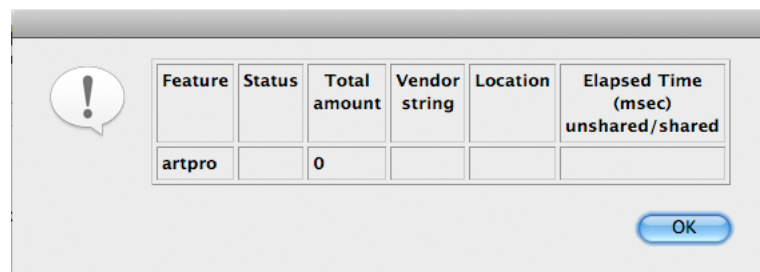 Feature Status Total Vendor Location Elapsed Time
amount string (msec)
unshared/shared
artpro 0
OK